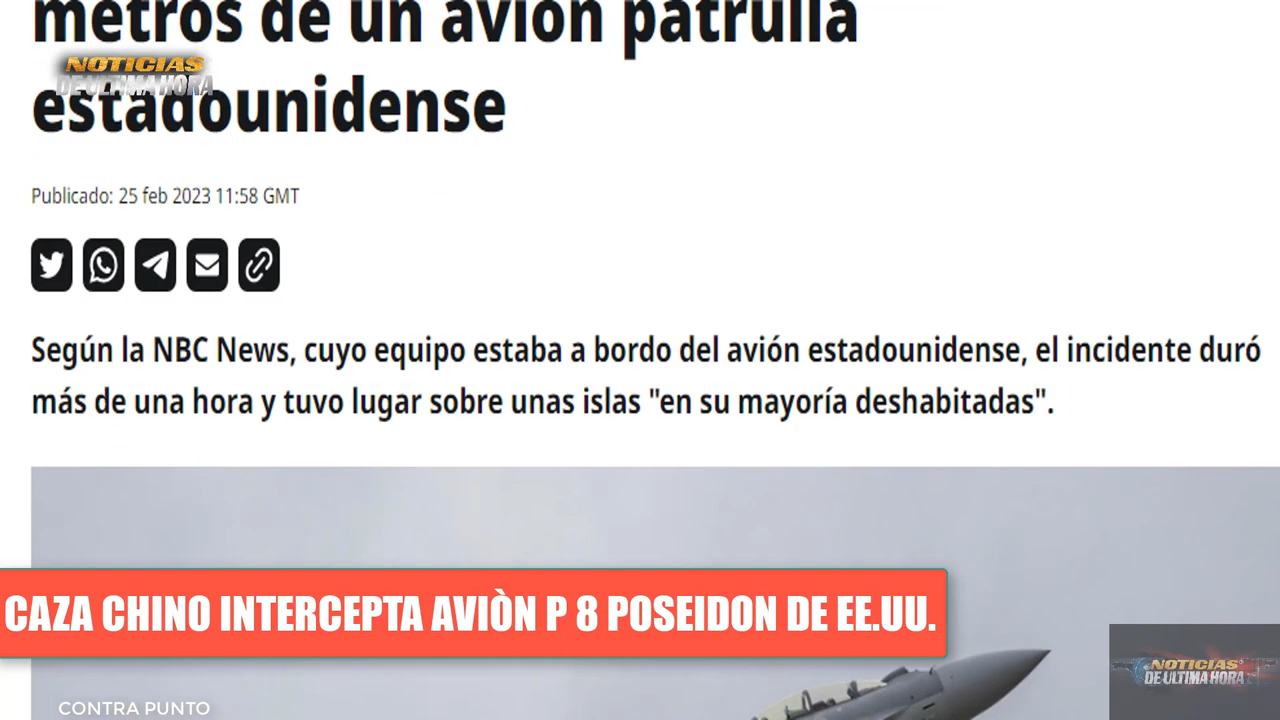 metros de un avión patrulla
NOTICIAS
DE ULTIMA HORA
estadounidense
Publicado: 25 feb 2023 11:58 GMT
Según la NBC News, cuyo equipo estaba a bordo del avión estadounidense, el incidente duró
más de una hora y tuvo lugar sobre unas islas "en su mayoría deshabitadas".
CAZA CHINO INTERCEPTA AVIÒN P 8 POSEIDON DE EE.UU.
NOTICIAS
DE ULTIMA HORA
CONTRA PUNTO